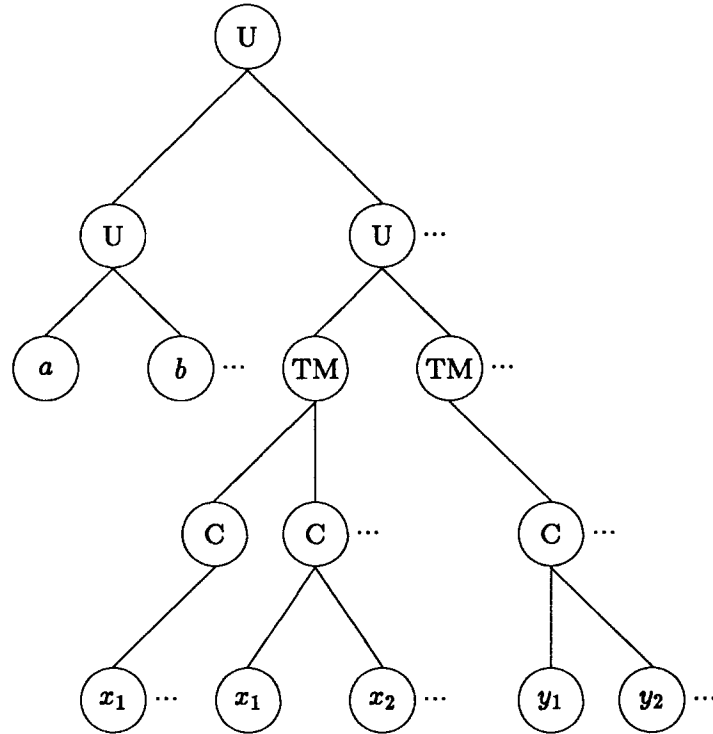 U
U U ...
a b ... TM TM ...
C C ... C ...
x₁ ... x₁ x₂ ... y₁ y₂ ...